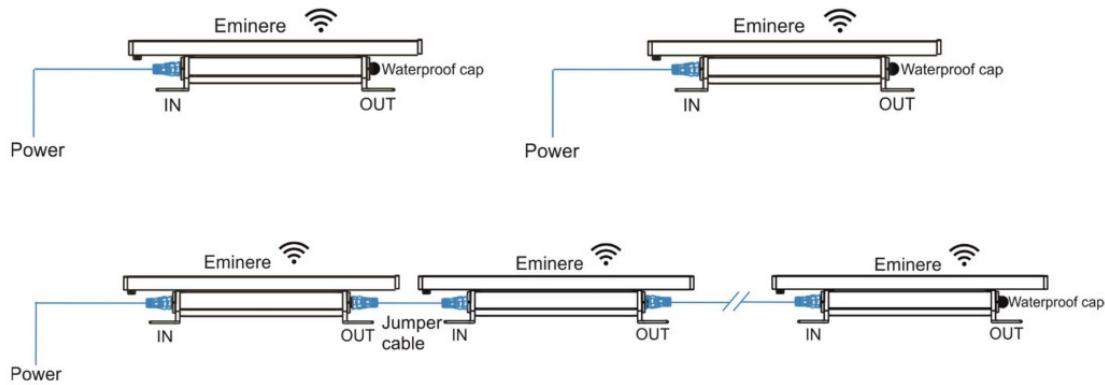 Eminere
Waterproof cap
IN
OUT
Power
Eminere
Waterproof cap
IN
OUT
Power
Eminere
Eminere
Eminere
Waterproof cap
IN
OUT
Jumper
cable
IN
OUT
IN
OUT
Power